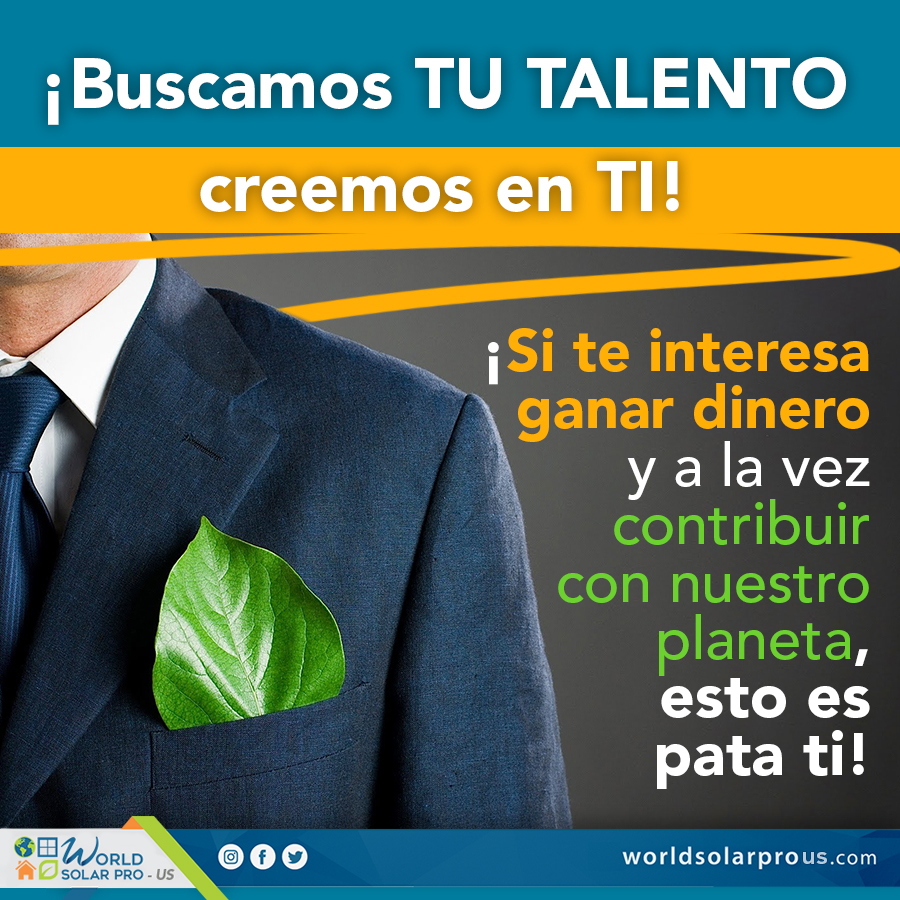 ¡Buscamos TU TALENTO
creemos en TI!
¡Si te interesa
ganar dinero
y a la vez
contribuir
con nuestro
planeta,
esto es
pata ti!
WORLD
SOLAR PRO - US
worldsolarprous.com